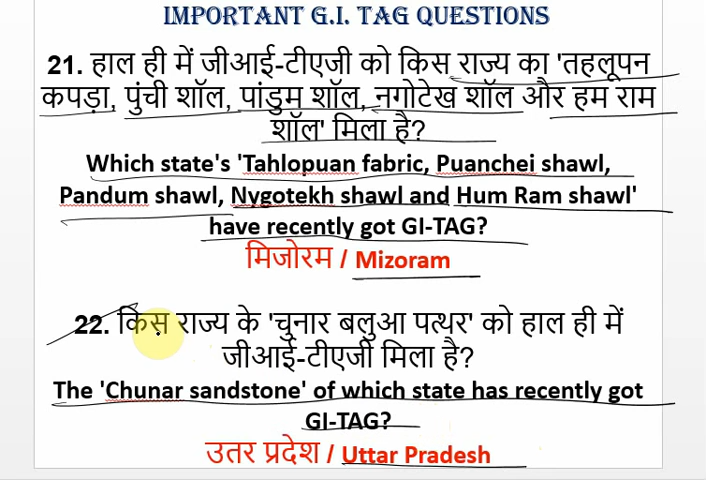 IMPORTANT G.I. TAG QUESTIONS
21. हाल ही में जीआई-टीएजी को किस राज्य का 'तहलूपन
कपड़ा, पुंची शॉल, पांडुम शॉल, नगोटेख शॉल और हम राम
शॉल' मिला है?
Which state's 'Tahlopuan fabric, Puanchei shawl,
Pandum shawl, Nygotekh shawl and Hum Ram shawl'
have recently got GI-TAG?
मिजोरम / Mizoram
22. किस राज्य के 'चुनार बलुआ पत्थर' को हाल ही में
जीआई-टीएजी मिला है?
The 'Chunar sandstone' of which state has recently got
GI-TAG?
उतर प्रदेश / Uttar Pradesh